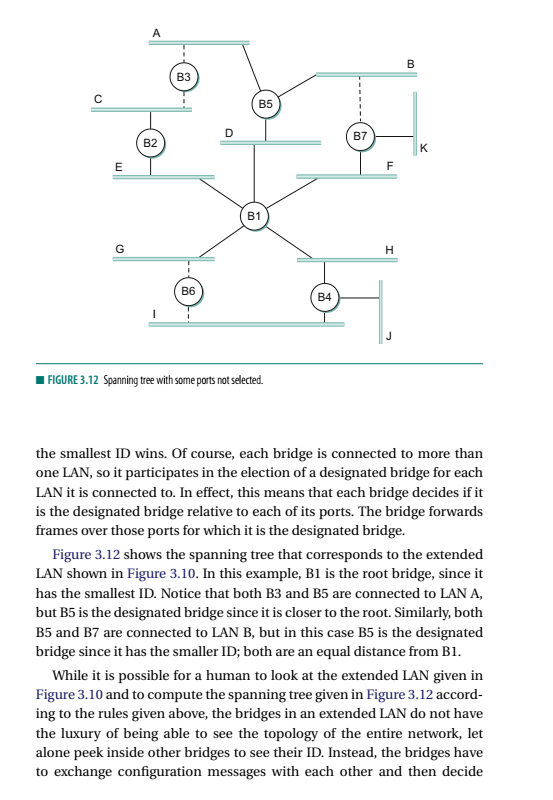 A
B3
B
C
B5
D
B2
B7
K
E
F
B1
G
H
B6
B4
I
J
FIGURE 3.12 Spanning tree with some ports not selected.
the smallest ID wins. Of course, each bridge is connected to more than
one LAN, so it participates in the election of a designated bridge for each
LAN it is connected to. In effect, this means that each bridge decides if it
is the designated bridge relative to each of its ports. The bridge forwards
frames over those ports for which it is the designated bridge.
Figure 3.12 shows the spanning tree that corresponds to the extended
LAN shown in Figure 3.10. In this example, B1 is the root bridge, since it
has the smallest ID. Notice that both B3 and B5 are connected to LAN A,
but B5 is the designated bridge since it is closer to the root. Similarly, both
B5 and B7 are connected to LAN B, but in this case B5 is the designated
bridge since it has the smaller ID; both are an equal distance from B1.
While it is possible for a human to look at the extended LAN given in
Figure 3.10 and to compute the spanning tree given in Figure 3.12 accord-
ing to the rules given above, the bridges in an extended LAN do not have
the luxury of being able to see the topology of the entire network, let
alone peek inside other bridges to see their ID. Instead, the bridges have
to exchange configuration messages with each other and then decide